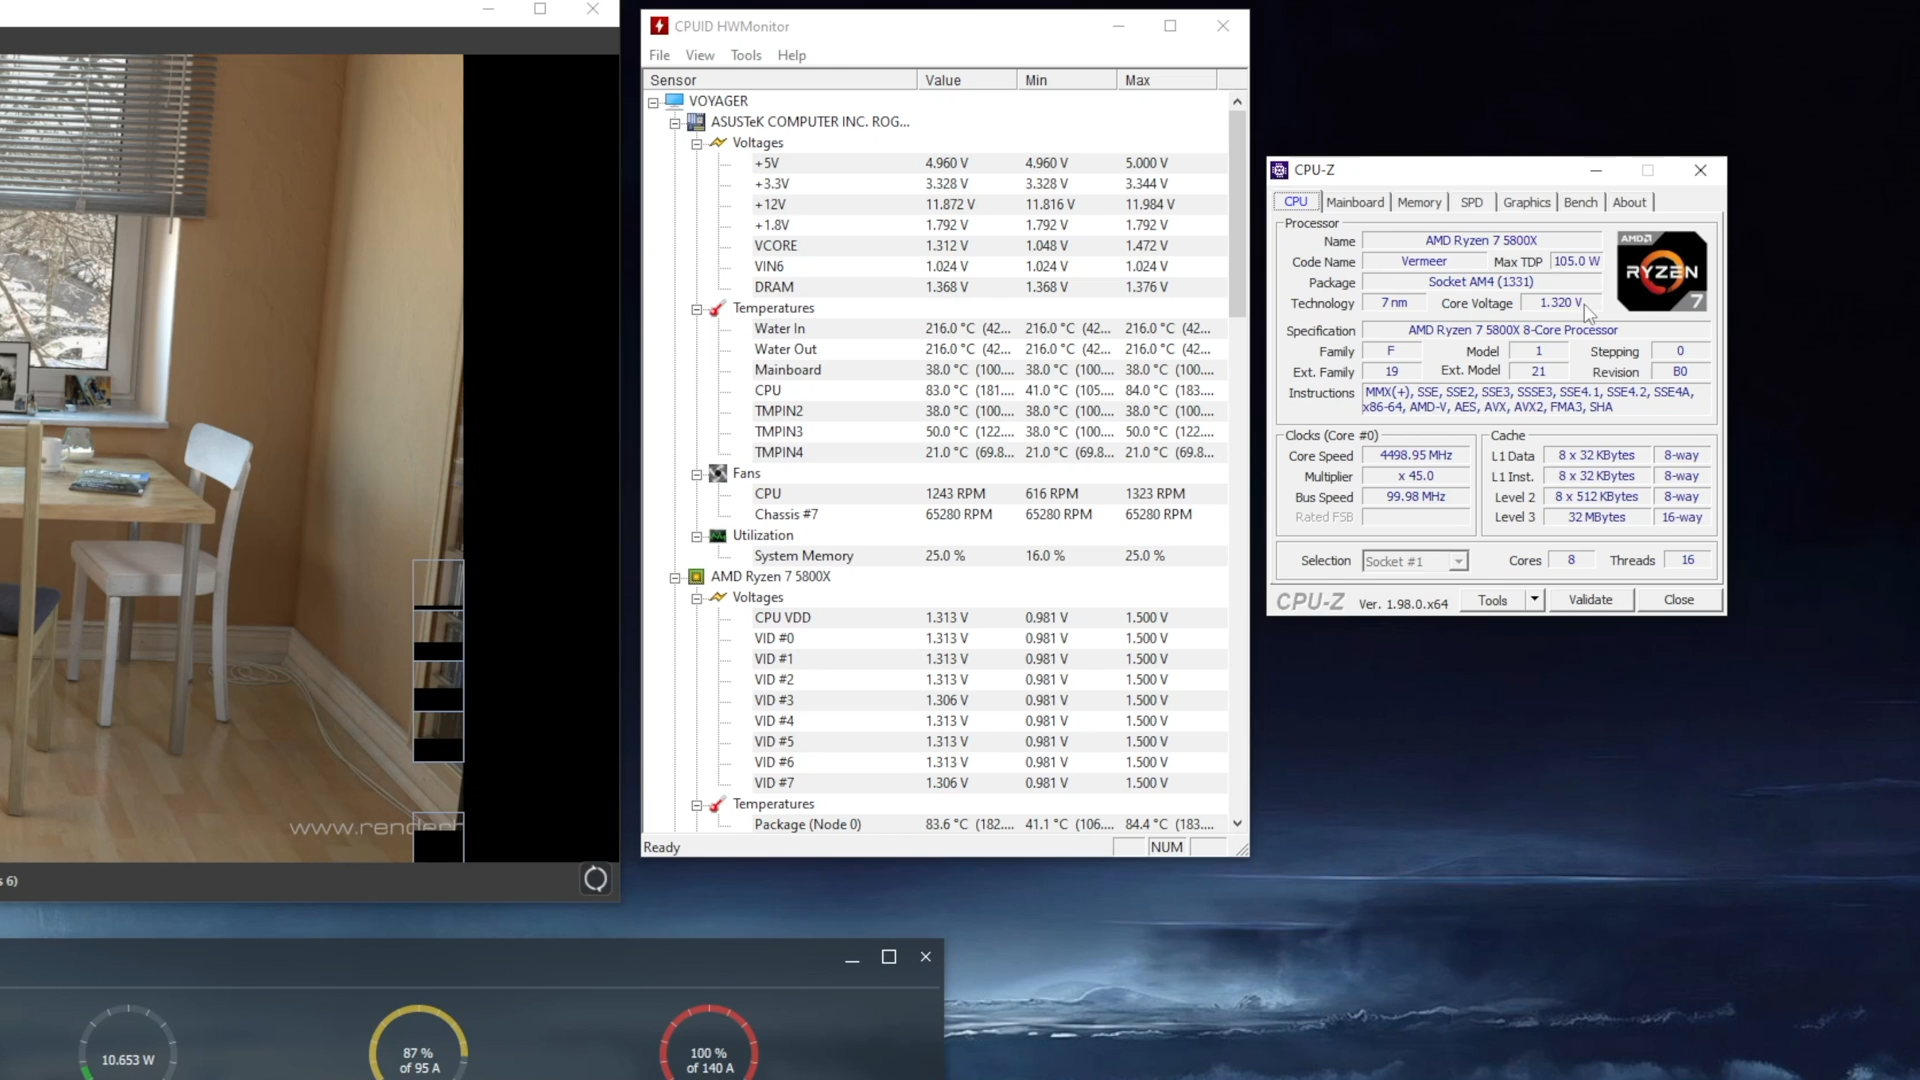 www.renderh
s 6)
CPUID HWMonitor
File View Tools Help
Sensor Value Min Max
VOYAGER
ASUSTeK COMPUTER INC. ROG...
Voltages
+5V 4.960 V 4.960 V 5.000 V
+3.3V 3.328 V 3.328 V 3.344 V
+12V 11.872 V 11.816 V 11.984 V
+1.8V 1.792 V 1.792 V 1.792 V
VCORE 1.312 V 1.048 V 1.472 V
VIN6 1.024 V 1.024 V 1.024 V
DRAM 1.368 V 1.368 V 1.376 V
Temperatures
Water In 216.0 °C (42... 216.0 °C (42... 216.0 °C (42...
Water Out 216.0 °C (42... 216.0 °C (42... 216.0 °C (42...
Mainboard 38.0 °C (100.... 38.0 °C (100.... 38.0 °C (100....
CPU 83.0 °C (181.... 41.0 °C (105.... 84.0 °C (183....
TMPIN2 38.0 °C (100.... 38.0 °C (100.... 38.0 °C (100....
TMPIN3 50.0 °C (122.... 38.0 °C (100.... 50.0 °C (122....
TMPIN4 21.0 °C (69.8... 21.0 °C (69.8... 21.0 °C (69.8...
Fans
CPU 1243 RPM 616 RPM 1323 RPM
Chassis #7 65280 RPM 65280 RPM 65280 RPM
Utilization
System Memory 25.0 % 16.0 % 25.0 %
AMD Ryzen 7 5800X
Voltages
CPU VDD 1.313 V 0.981 V 1.500 V
VID #0 1.313 V 0.981 V 1.500 V
VID #1 1.313 V 0.981 V 1.500 V
VID #2 1.313 V 0.981 V 1.500 V
VID #3 1.306 V 0.981 V 1.500 V
VID #4 1.313 V 0.981 V 1.500 V
VID #5 1.313 V 0.981 V 1.500 V
VID #6 1.313 V 0.981 V 1.500 V
VID #7 1.306 V 0.981 V 1.500 V
Temperatures
Package (Node 0) 83.6 °C (182.... 41.1 °C (106.... 84.4 °C (183....
Ready NUM
CPU-Z
CPU Mainboard Memory SPD Graphics Bench About
Processor
Name AMD Ryzen 7 5800X
Code Name Vermeer Max TDP 105.0 W
Package Socket AM4 (1331)
Technology 7 nm Core Voltage 1.320 V
AMD
RYZEN
7
Specification AMD Ryzen 7 5800X 8-Core Processor
Family F Model 1 Stepping 0
Ext. Family 19 Ext. Model 21 Revision B0
Instructions MMX(+), SSE, SSE2, SSE3, SSSE3, SSE4.1, SSE4.2, SSE4A,
x86-64, AMD-V, AES, AVX, AVX2, FMA3, SHA
Clocks (Core #0)
Core Speed 4498.95 MHz
Multiplier x 45.0
Bus Speed 99.98 MHz
Rated FSB
Cache
L1 Data 8 x 32 KBytes 8-way
L1 Inst. 8 x 32 KBytes 8-way
Level 2 8 x 512 KBytes 8-way
Level 3 32 MBytes 16-way
Selection Socket #1 Cores 8 Threads 16
CPU-Z Ver. 1.98.0.x64 Tools Validate Close
10.653 W
87 %
of 95 A
100 %
of 140 A